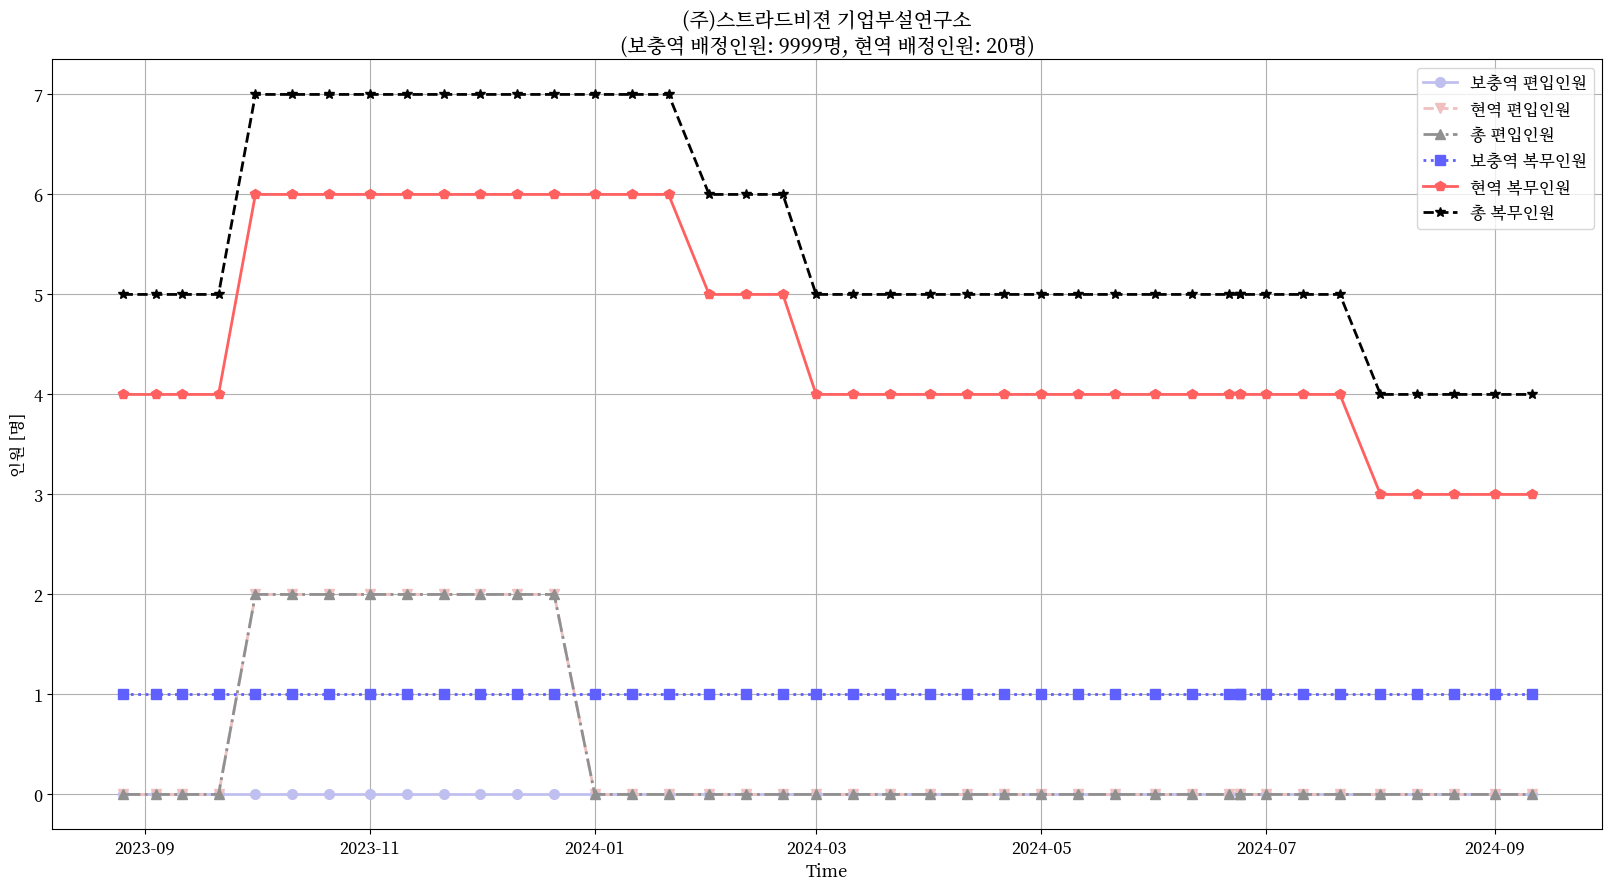 (주)스트라드비젼 기업부설연구소
(보충역 배정인원: 9999명, 현역 배정인원: 20명)
보충역 편입인원
현역 편입인원
총 편입인원
보충역 복무인원
현역 복무인원
총 복무인원
인원 [명]
7
6
5
4
3
2
1
0
2023-09
2023-11
2024-01
2024-03
2024-05
2024-07
2024-09
Time